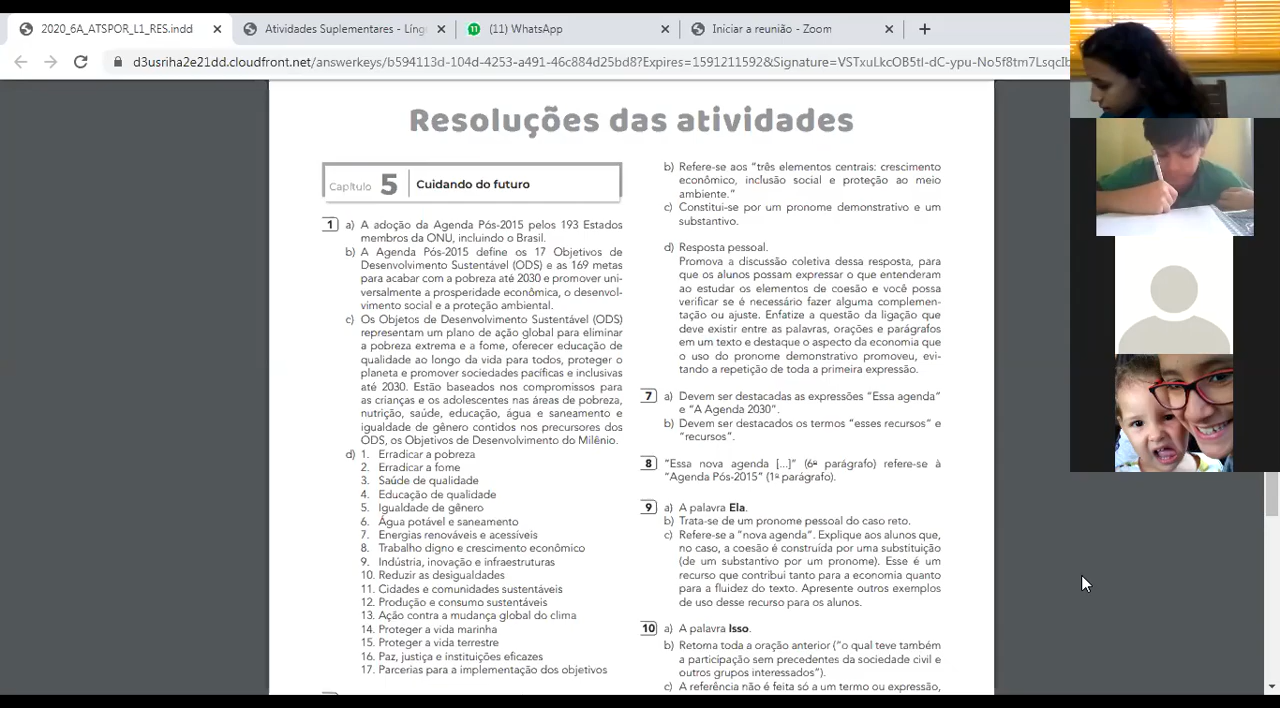 2020_6A_ATSPOR_L1_RES.indd
Atividades Suplementares -
(11) WhatsApp
Iniciar a reunião - Zoom
d3usriha2e21dd.cloudfront.net/answerkeys/b594113d-104d-4253-a491-46c884d25bd8?Expires=1591211592&Signature=VSTxuLkcOB5tI-dC-ypu-No5f8tm7LsqcIb
Resoluções das atividades
Capítulo 5 Cuidando do futuro
1 a) A adoção da Agenda Pós-2015 pelos 193 Estados
membros da ONU, incluindo o Brasil.
b) A Agenda Pós-2015 define os 17 Objetivos de
Desenvolvimento Sustentável (ODS) e as 169 metas
para acabar com a pobreza até 2030 e promover uni-
versalmente a prosperidade econômica, o desenvol-
vimento social e a proteção ambiental.
c) Os Objetos de Desenvolvimento Sustentável (ODS)
representam um plano de ação global para eliminar
a pobreza extrema e a fome, oferecer educação de
qualidade ao longo da vida para todos, proteger o
planeta e promover sociedades pacíficas e inclusivas
até 2030. Estão baseados nos compromissos para
as crianças e os adolescentes nas áreas de pobreza,
nutrição, saúde, educação, água e saneamento e
igualdade de gênero contidos nos precursores dos
ODS, os Objetivos de Desenvolvimento do Milênio.
d) 1. Erradicar a pobreza
2. Erradicar a fome
3. Saúde de qualidade
4. Educação de qualidade
5. Igualdade de gênero
6. Água potável e saneamento
7. Energias renováveis e acessíveis
8. Trabalho digno e crescimento econômico
9. Indústria, inovação e infraestruturas
10. Reduzir as desigualdades
11. Cidades e comunidades sustentáveis
12. Produção e consumo sustentáveis
13. Ação contra a mudança global do clima
14. Proteger a vida marinha
15. Proteger a vida terrestre
16. Paz, justiça e instituições eficazes
17. Parcerias para a implementação dos objetivos
b) Refere-se aos “três elementos centrais: crescimento
econômico, inclusão social e proteção ao meio
ambiente.”
c) Constitui-se por um pronome demonstrativo e um
substantivo.
d) Resposta pessoal.
Promova a discussão coletiva dessa resposta, para
que os alunos possam expressar o que entenderam
ao estudar os elementos de coesão e você possa
verificar se é necessário fazer alguma complemen-
tação ou ajuste. Enfatize a questão da ligação que
deve existir entre as palavras, orações e parágrafos
em um texto e destaque o aspecto da economia que
o uso do pronome demonstrativo promoveu, evi-
tando a repetição de toda a primeira expressão.
7 a) Devem ser destacadas as expressões “Essa agenda”
e “A Agenda 2030”.
b) Devem ser destacados os termos “esses recursos” e
“recursos”.
8 “Essa nova agenda [...]” (6º parágrafo) refere-se à
“Agenda Pós-2015” (1º parágrafo).
9 a) A palavra Ela.
b) Trata-se de um pronome pessoal do caso reto.
c) Refere-se a “nova agenda”. Explique aos alunos que,
no caso, a coesão é construída por uma substituição
(de um substantivo por um pronome). Esse é um
recurso que contribui tanto para a economia quanto
para a fluidez do texto. Apresente outros exemplos
de uso desse recurso para os alunos.
10 a) A palavra Isso.
b) Retoma toda a oração anterior (“o qual teve também
a participação sem precedentes da sociedade civil e
outros grupos interessados”).
c) A referência não é feita só a um termo ou expressão,